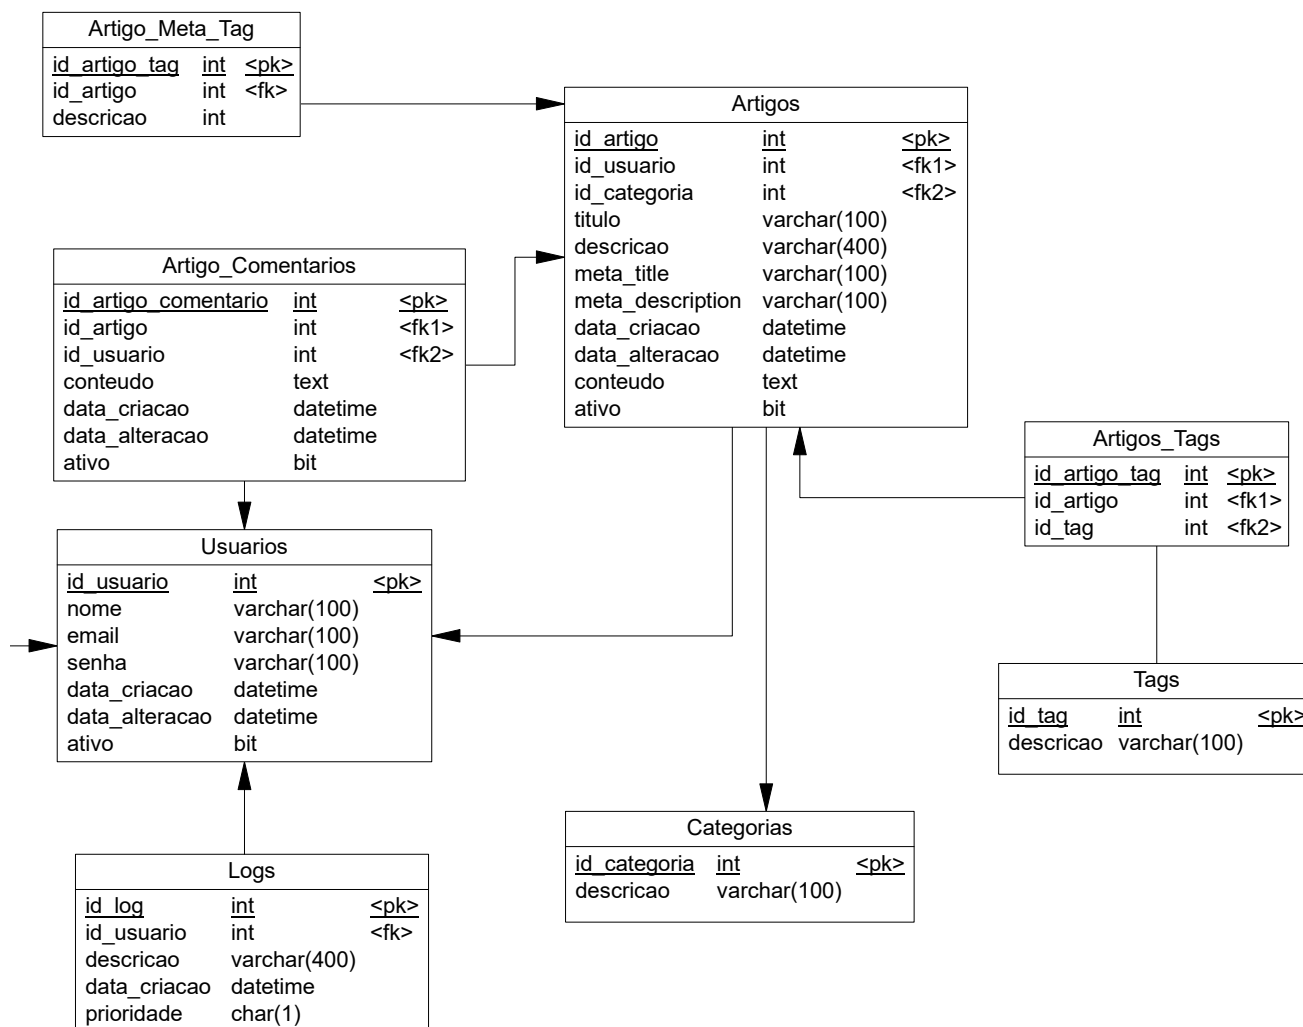 Artigo_Meta_Tag
id_artigo_tag int <pk>
id_artigo int <fk>
descricao int
Artigos
id_artigo int <pk>
id_usuario int <fk1>
id_categoria int <fk2>
titulo varchar(100)
descricao varchar(400)
meta_title varchar(100)
meta_description varchar(100)
data_criacao datetime
data_alteracao datetime
conteudo text
ativo bit
Artigo_Comentarios
id_artigo_comentario int <pk>
id_artigo int <fk1>
id_usuario int <fk2>
conteudo text
data_criacao datetime
data_alteracao datetime
ativo bit
Artigos_Tags
id_artigo_tag int <pk>
id_artigo int <fk1>
id_tag int <fk2>
Usuarios
id_usuario int <pk>
nome varchar(100)
email varchar(100)
senha varchar(100)
data_criacao datetime
data_alteracao datetime
ativo bit
Tags
id_tag int <pk>
descricao varchar(100)
Categorias
id_categoria int <pk>
descricao varchar(100)
Logs
id_log int <pk>
id_usuario int <fk>
descricao varchar(400)
data_criacao datetime
prioridade char(1)